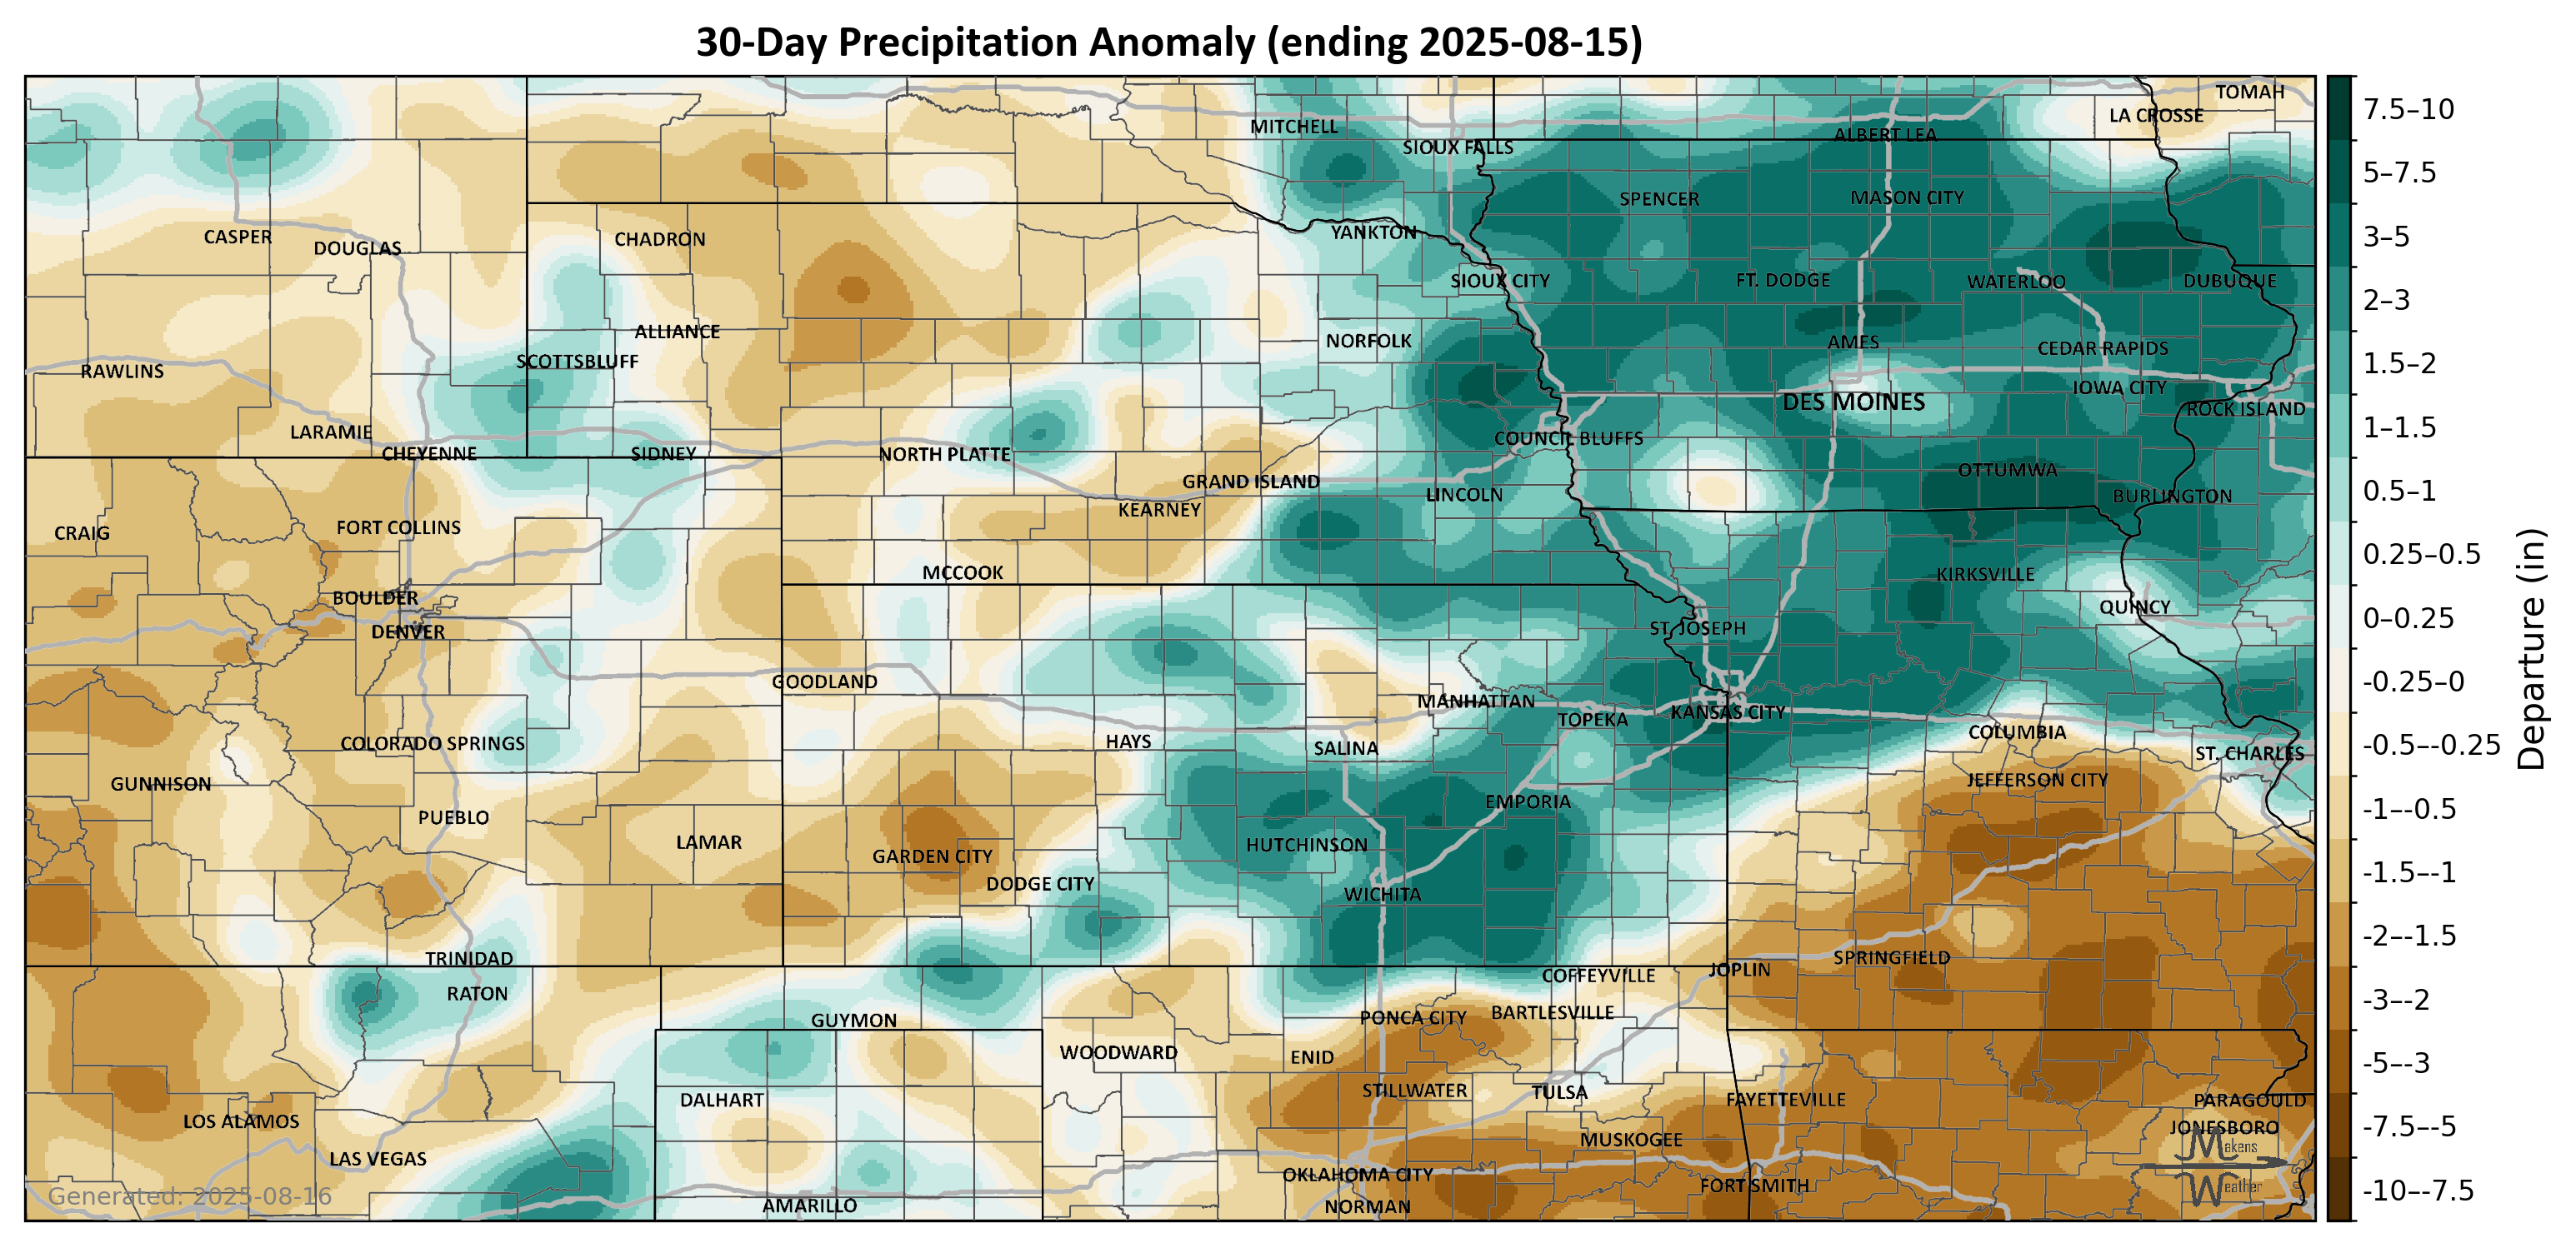 30-Day Precipitation Anomaly (ending 2025-08-15)
TOMAH
LA CROSSE
MITCHELL
ALBERT LEA
SIOUX FALLS
SPENCER
MASON CITY
YANKTON
CASPER
CHADRON
DOUGLAS
SIOUX CITY
FT. DODGE
WATERLOO
DUBUQUE
ALLIANCE
NORFOLK
AMES
CEDAR RAPIDS
SCOTTSBLUFF
RAWLINS
IOWA CITY
DES MOINES
ROCK ISLAND
LARAMIE
COUNCIL BLUFFS
CHEYENNE
SIDNEY
NORTH PLATTE
OTTUMWA
GRAND ISLAND
LINCOLN
BURLINGTON
KEARNEY
CRAIG
FORT COLLINS
MCCOOK
KIRKSVILLE
BOULDER
QUINCY
DENVER
ST. JOSEPH
GOODLAND
MANHATTAN
TOPEKA
KANSAS CITY
COLUMBIA
COLORADO SPRINGS
HAYS
SALINA
ST. CHARLES
GUNNISON
JEFFERSON CITY
EMPORIA
PUEBLO
LAMAR
HUTCHINSON
GARDEN CITY
DODGE CITY
WICHITA
TRINIDAD
SPRINGFIELD
JOPLIN
COFFEYVILLE
RATON
BARTLESVILLE
PONCA CITY
GUYMON
WOODWARD
ENID
STILLWATER
TULSA
DALHART
FAYETTEVILLE
PARAGOULD
LOS ALAMOS
JONESBORO
MUSKOGEE
LAS VEGAS
OKLAHOMA CITY
FORT SMITH
AMARILLO
NORMAN
Generated: 2025-08-16
Makens
Weather
7.5–10
5–7.5
3–5
2–3
1.5–2
1–1.5
0.5–1
0.25–0.5
0–0.25
-0.25–0
-0.5–-0.25
-1–-0.5
-1.5–-1
-2–-1.5
-3–-2
-5–-3
-7.5–-5
-10–-7.5
Departure (in)